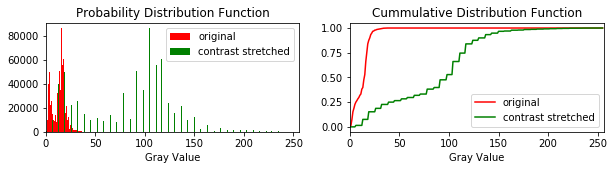 Probability Distribution Function
80000
60000
40000
20000
0
original
contrast stretched
0 50 100 150 200 250
Gray Value
Cummulative Distribution Function
1.00
0.75
0.50
0.25
0.00
original
contrast stretched
0 50 100 150 200 250
Gray Value